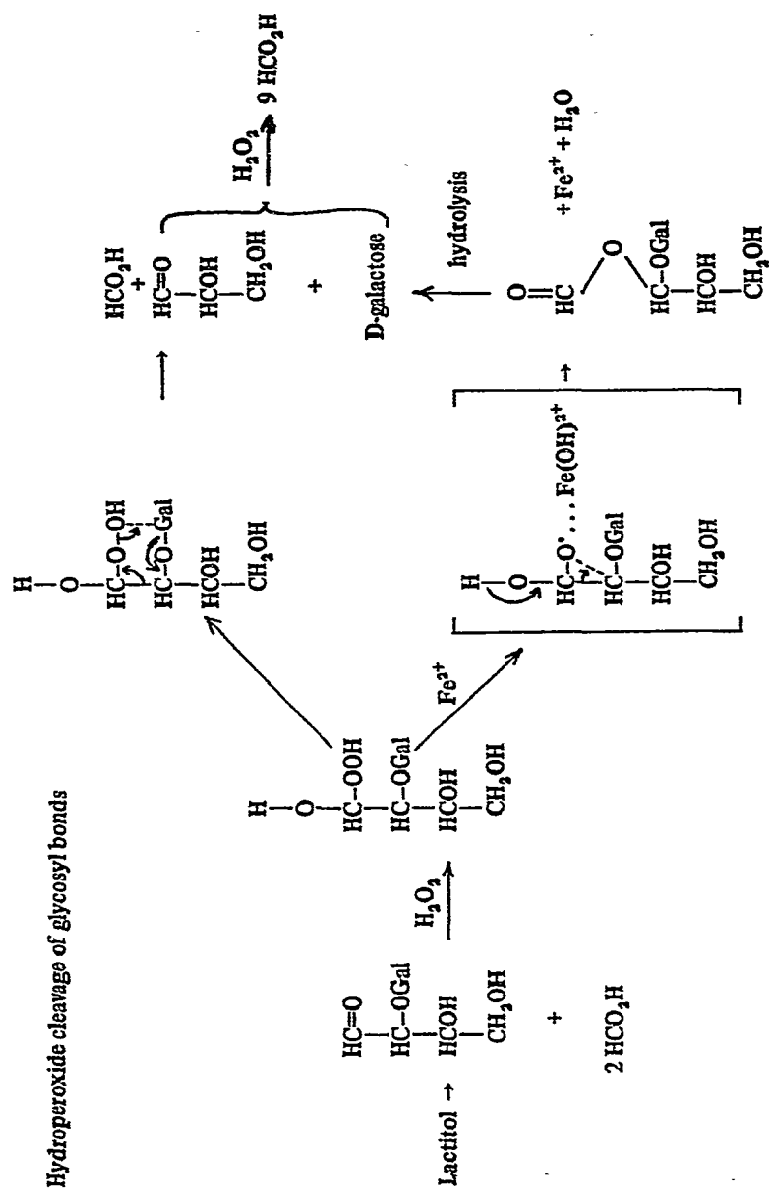 Hydroperoxide cleavage of glycosyl bonds
Lactitol →
HC=O
HC–OGal
HCOH
CH₂OH
+
2 HCO₂H
H₂O₂
H
O
HC–OOH
HC–OGal
HCOH
CH₂OH
H
O
HC–O–OH
HC–O–Gal
HCOH
CH₂OH
→
HCO₂H
+
HC=O
HCOH
CH₂OH
+
D-galactose
H₂O₂
9 HCO₂H
Fe²⁺
H
O
HC–O•...Fe(OH)²⁺
HC–OGal
HCOH
CH₂OH
→
O
HC
O
HC–OGal
HCOH
CH₂OH
+ Fe²⁺ + H₂O
hydrolysis